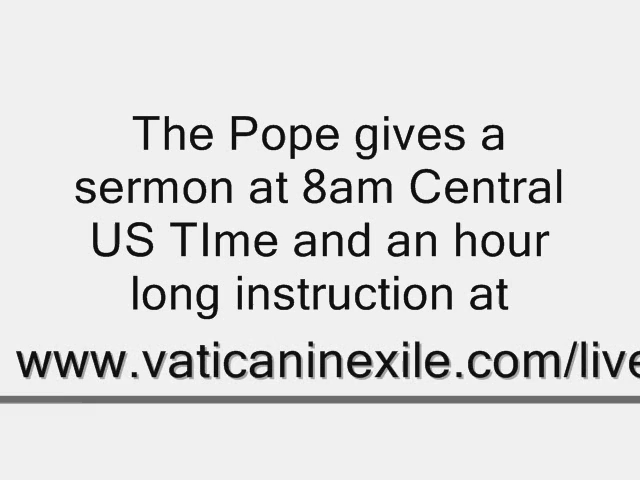 The Pope gives a
sermon at 8am Central
US TIme and an hour
long instruction at
www.vaticaninexile.com/live